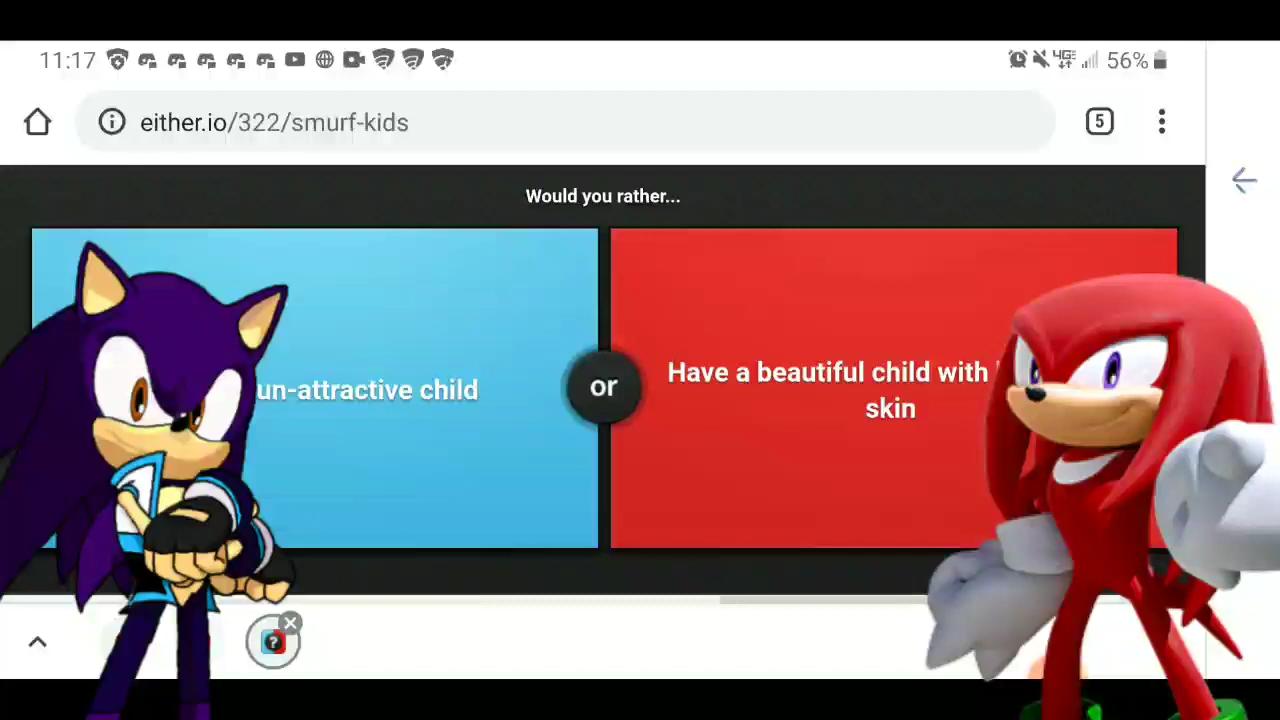 11:17
4GE 56%
either.io/322/smurf-kids
5
Would you rather...
un-attractive child
or
Have a beautiful child with
skin
?